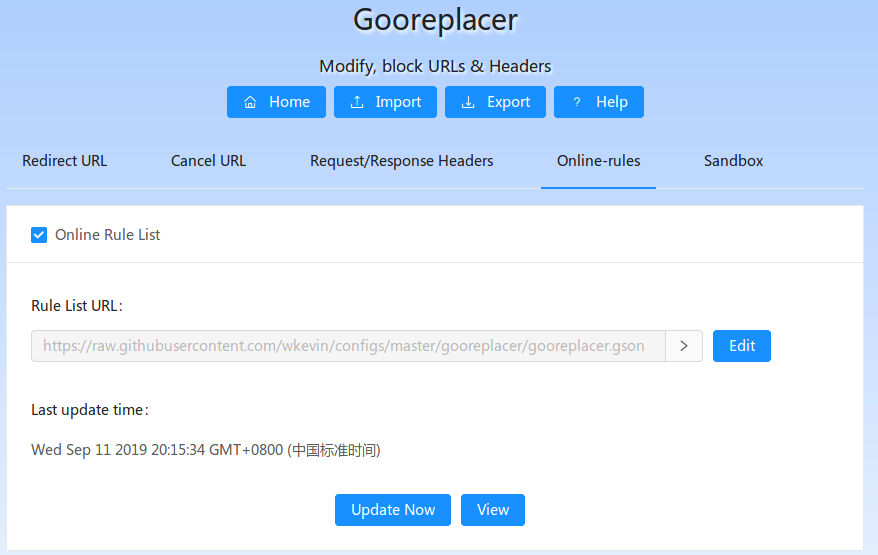 Gooreplacer
Modify, block URLs & Headers
Home Import Export ? Help
Redirect URL Cancel URL Request/Response Headers Online-rules Sandbox
Online Rule List
Rule List URL:
https://raw.githubusercontent.com/wkevin/configs/master/gooreplacer/gooreplacer.gson > Edit
Last update time:
Wed Sep 11 2019 20:15:34 GMT+0800 (中国标准时间)
Update Now View